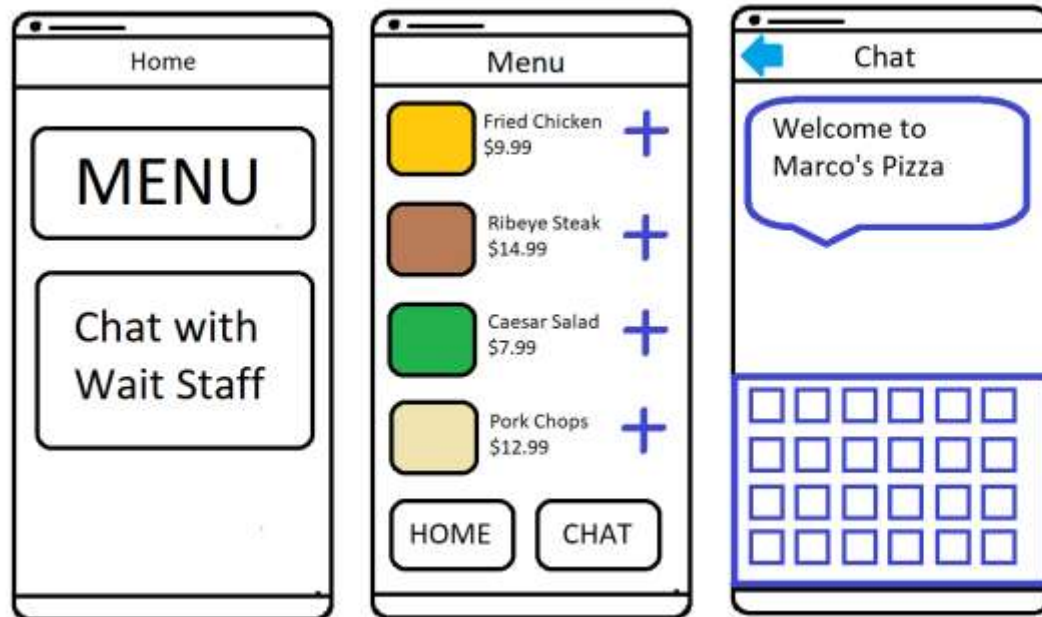 Home
MENU
Chat with
Wait Staff
Menu
Fried Chicken
$9.99
Ribeye Steak
$14.99
Caesar Salad
$7.99
Pork Chops
$12.99
HOME
CHAT
Chat
Welcome to
Marco's Pizza